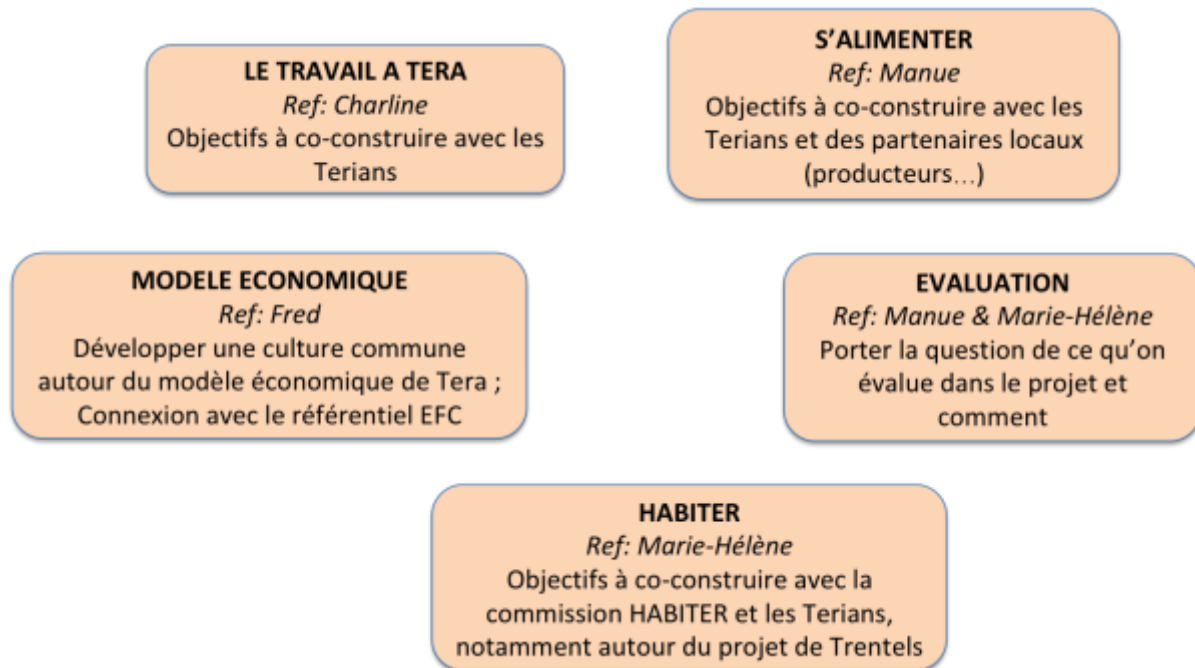 LE TRAVAIL A TERA
Ref: Charline
Objectifs à co-construire avec les
Terians
S’ALIMENTER
Ref: Manue
Objectifs à co-construire avec les
Terians et des partenaires locaux
(producteurs…)
MODELE ECONOMIQUE
Ref: Fred
Développer une culture commune
autour du modèle économique de Tera ;
Connexion avec le référentiel EFC
EVALUATION
Ref: Manue & Marie-Hélène
Porter la question de ce qu’on
évalue dans le projet et
comment
HABITER
Ref: Marie-Hélène
Objectifs à co-construire avec la
commission HABITER et les Terians,
notamment autour du projet de Trentels